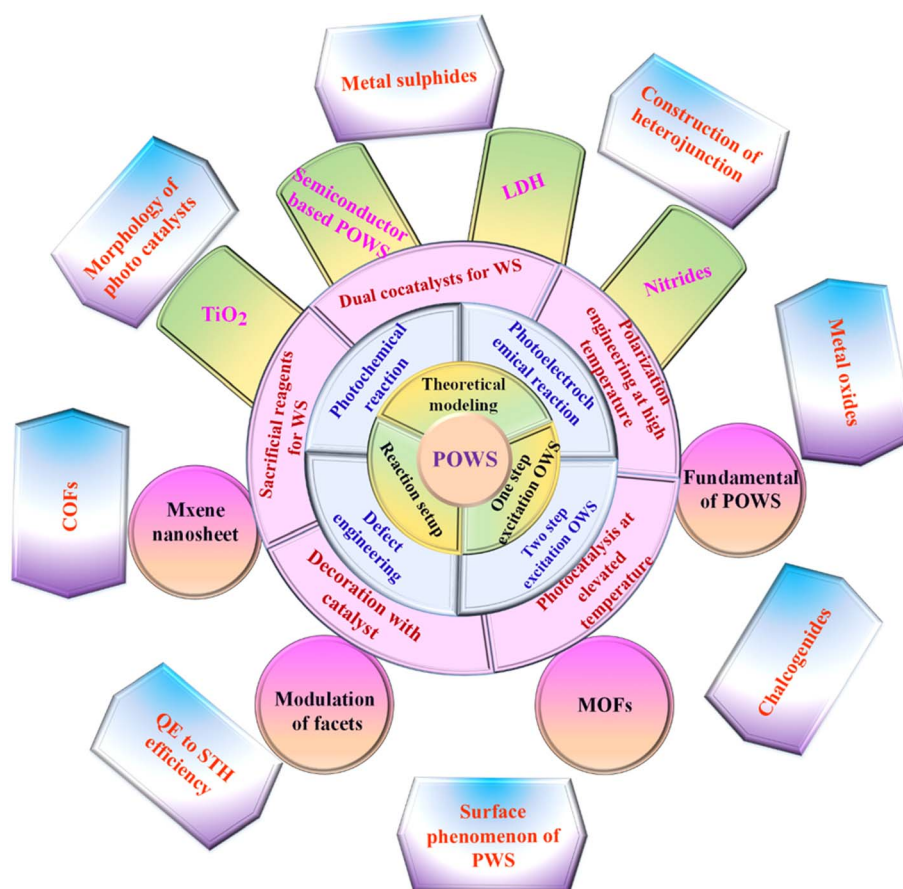 Metal sulphides
Construction of
heterojunction
Morphology of
photo catalysts
Semiconductor
based POWS
LDH
TiO2
Nitrides
Metal oxides
Dual cocatalysts for WS
Polarization
engineering at high
temperature
Sacrificial reagents
for WS
Photochemical
reaction
Photoelectroch
emical reaction
Theoretical
modeling
POWS
Reaction setup
One step
excitation OWS
Defect
engineering
Two step
excitation OWS
Decoration with
catalyst
Photocatalysis at
elevated
temperature
COFs
Mxene
nanosheet
Fundamental
of POWS
Chalcogenides
Modulation
of facets
MOFs
QE to STH
efficiency
Surface
phenomenon of
PWS